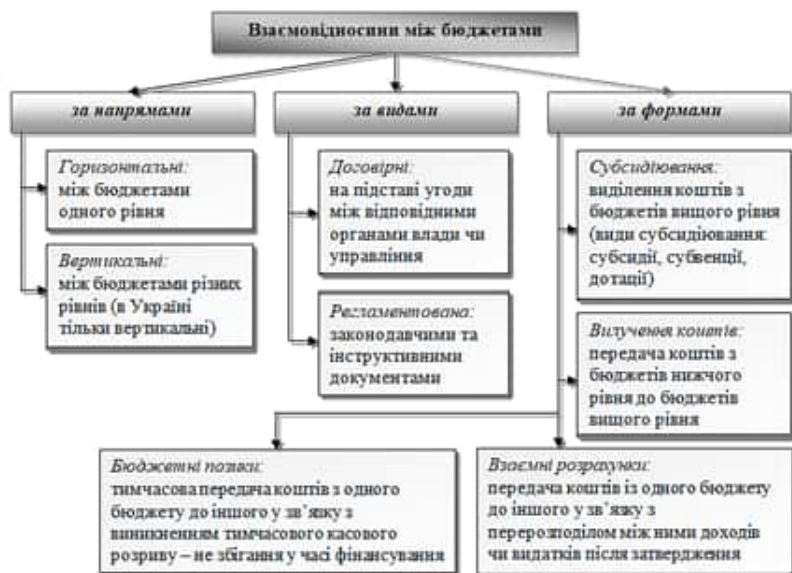 Взаємовідносини між бюджетами
за напрямами
за видами
за формами
Горизонтальні:
між бюджетами
одного рівня
Вертикальні:
між бюджетами різних
рівнів (в Україні
тільки вертикальні)
Договірні:
на підставі угоди
між відповідними
органами влади чи
управління
Регламентована:
законодавчими та
інструктивними
документами
Субсидіювання:
виділення коштів з
бюджетів вищого рівня
(види субсидіювання:
субсидії, субвенції,
дотації)
Вилучення коштів:
передача коштів з
бюджетів нижчого
рівня до бюджетів
вищого рівня
Бюджетні позики:
тимчасова передача коштів з одного
бюджету до іншого у зв’язку з
виникненням тимчасового касового
розриву – не збігання у часі фінансування
Взаємні розрахунки:
передача коштів із одного бюджету
до іншого у зв’язку з
перерозподілом між ними доходів
чи видатків після затвердження